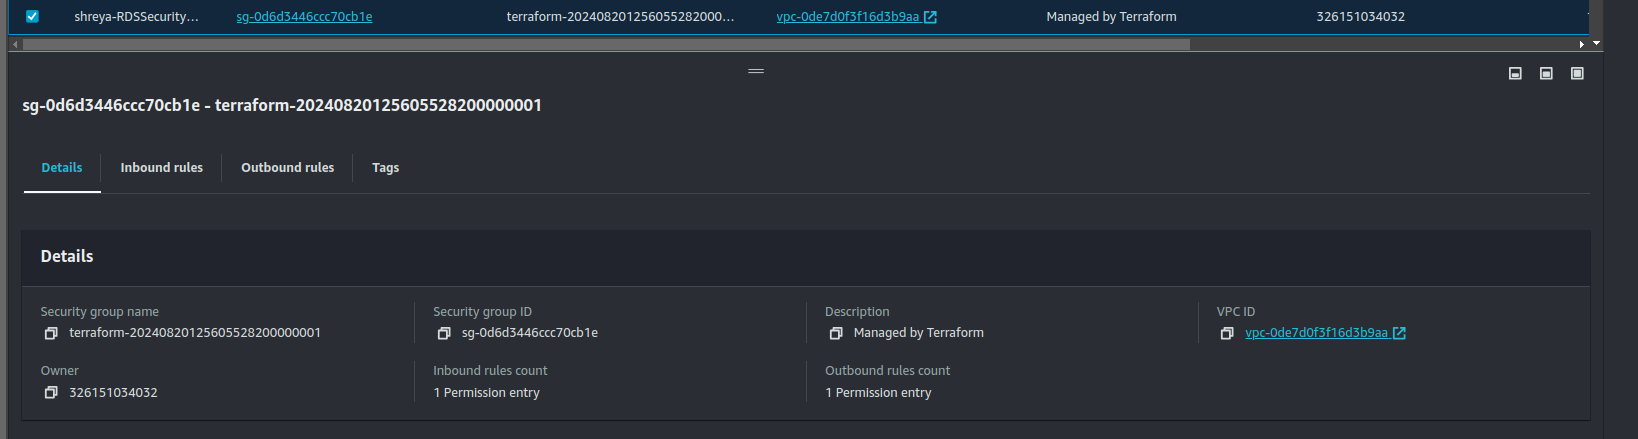 shreya-RDSSecurity... sg-0d6d3446ccc70cb1e terraform-202408201256055282000... vpc-0de7d0f3f16d3b9aa Managed by Terraform 326151034032
sg-0d6d3446ccc70cb1e - terraform-20240820125605528200000001
Details Inbound rules Outbound rules Tags
Details
Security group name Security group ID Description VPC ID
terraform-20240820125605528200000001 sg-0d6d3446ccc70cb1e Managed by Terraform vpc-0de7d0f3f16d3b9aa
Owner Inbound rules count Outbound rules count
326151034032 1 Permission entry 1 Permission entry